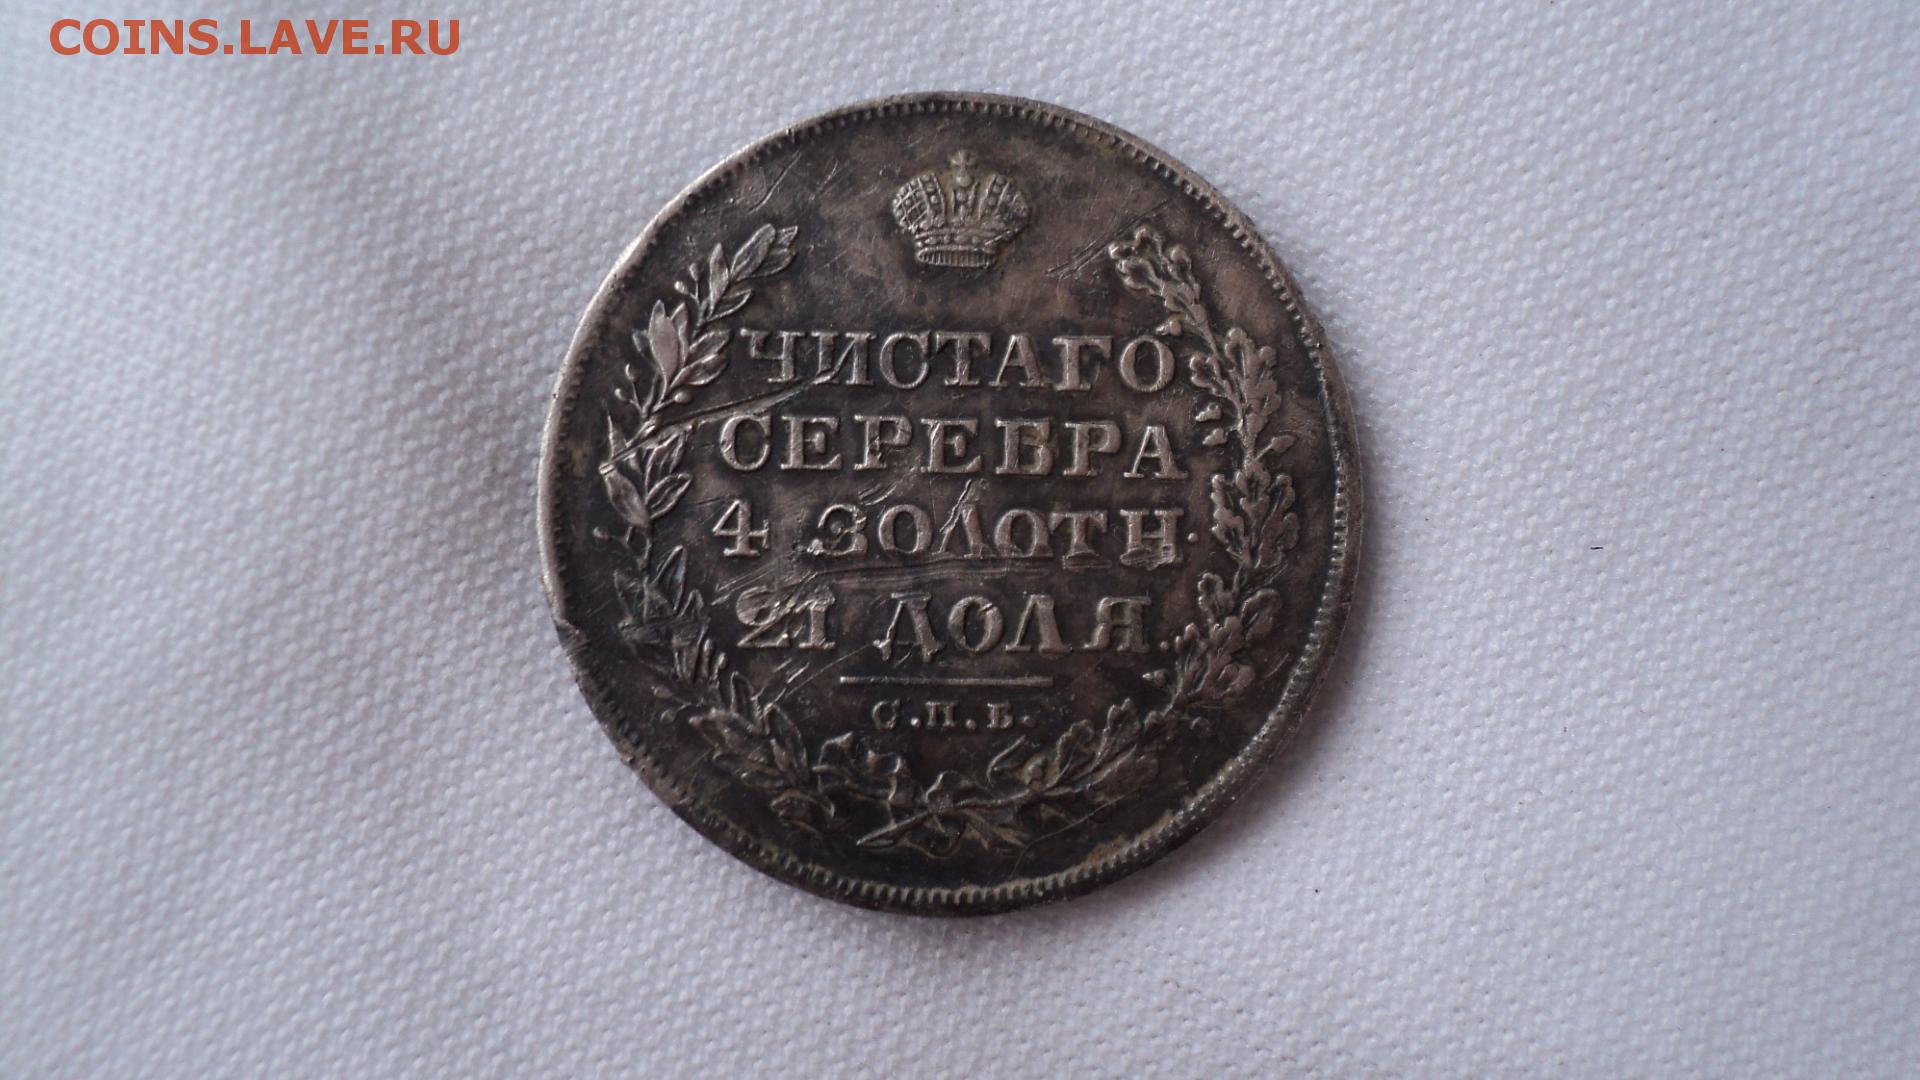 COINS.LAVE.RU
ЧИСТАГО
СЕРЕБРА
4 ЗОЛОТН.
21 ДОЛЯ.
С.П.Б.